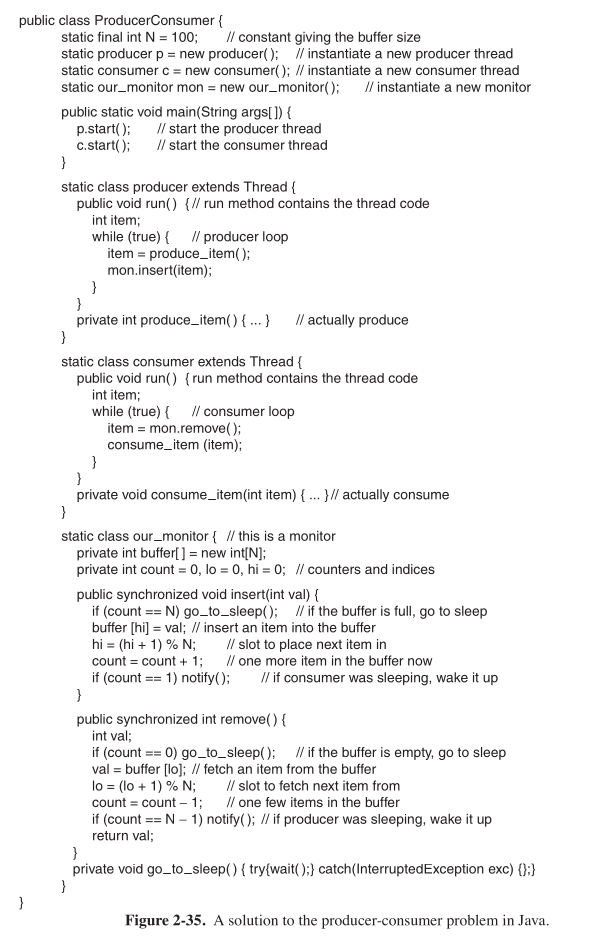 public class ProducerConsumer {
static final int N = 100; // constant giving the buffer size
static producer p = new producer( ); // instantiate a new producer thread
static consumer c = new consumer( ); // instantiate a new consumer thread
static our_monitor mon = new our_monitor( ); // instantiate a new monitor
public static void main(String args[ ]) {
p.start( ); // start the producer thread
c.start( ); // start the consumer thread
}
static class producer extends Thread {
public void run( ) { // run method contains the thread code
int item;
while (true) { // producer loop
item = produce_item( );
mon.insert(item);
}
}
private int produce_item( ) { ... } // actually produce
}
static class consumer extends Thread {
public void run( ) { run method contains the thread code
int item;
while (true) { // consumer loop
item = mon.remove( );
consume_item (item);
}
}
private void consume_item(int item) { ... } // actually consume
}
static class our_monitor { // this is a monitor
private int buffer[ ] = new int[N];
private int count = 0, lo = 0, hi = 0; // counters and indices
public synchronized void insert(int val) {
if (count == N) go_to_sleep( ); // if the buffer is full, go to sleep
buffer [hi] = val; // insert an item into the buffer
hi = (hi + 1) % N; // slot to place next item in
count = count + 1; // one more item in the buffer now
if (count == 1) notify( ); // if consumer was sleeping, wake it up
}
public synchronized int remove( ) {
int val;
if (count == 0) go_to_sleep( ); // if the buffer is empty, go to sleep
val = buffer [lo]; // fetch an item from the buffer
lo = (lo + 1) % N; // slot to fetch next item from
count = count − 1; // one few items in the buffer
if (count == N − 1) notify( ); // if producer was sleeping, wake it up
return val;
}
private void go_to_sleep( ) { try{wait( );} catch(InterruptedException exc) {};}
}
}
Figure 2-35. A solution to the producer-consumer problem in Java.